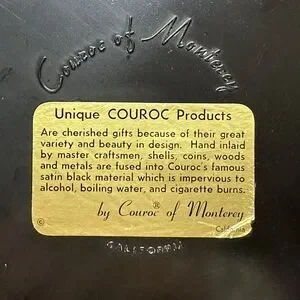 Couroc of Monterey
Unique COUROC Products
Are cherished gifts because of their great
variety and beauty in design. Hand inlaid
by master craftsmen, shells, coins, woods
and metals are fused into Couroc's famous
satin black material which is impervious to
alcohol, boiling water, and cigarette burns.
by Couroc® of Monterey
© California
CALIFORNIA